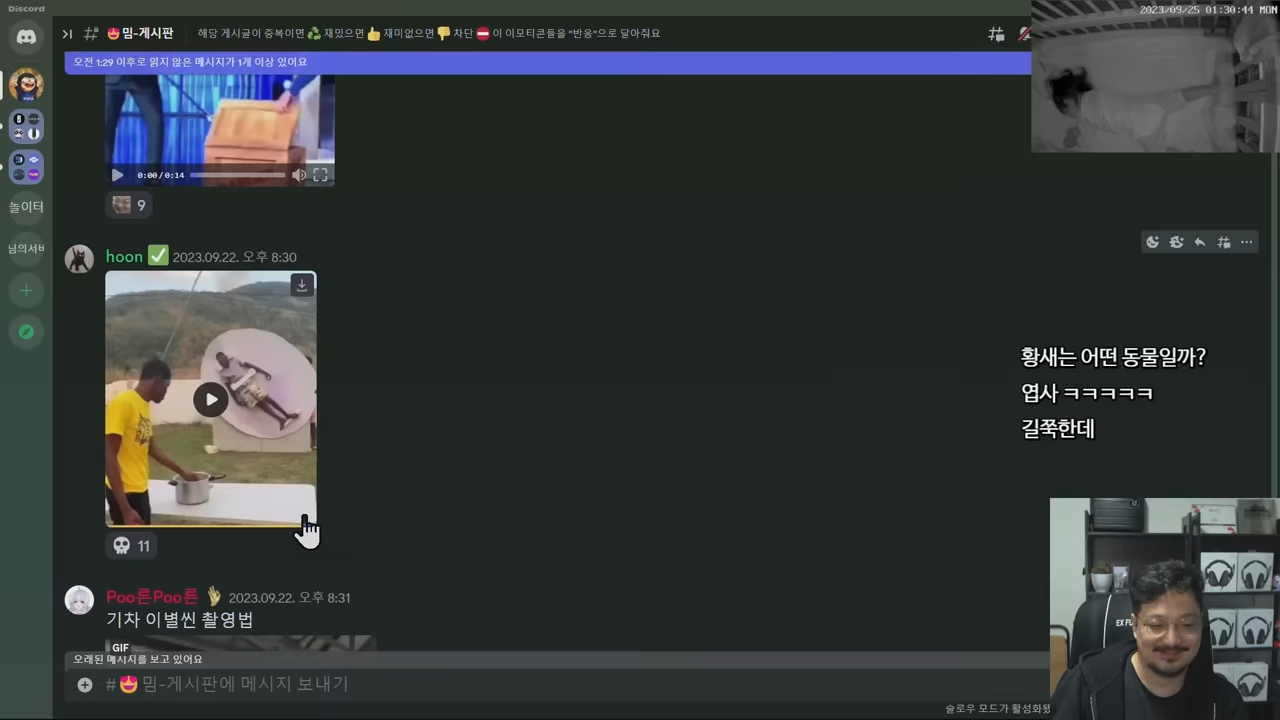 Discord
2023/09/25 01:30:44 MON
밈-게시판
해당 게시글이 중복이면 ♻️ 재밌으면 👍 재미없으면 👎 차단 ⛔ 이 이모티콘들을 "반응"으로 달아줘요
오전 1:29 이후로 읽지 않은 메시지가 1개 이상 있어요
0:00 / 0:14
9
놀이터
님의서버
hoon ✅ 2023.09.22. 오후 8:30
황새는 어떤 동물일까?
엽사 ㅋㅋㅋㅋㅋ
길쭉한데
11
Poo른Poo른 2023.09.22. 오후 8:31
기차 이별씬 촬영법
GIF
오래된 메시지를 보고 있어요
#😍밈-게시판에 메시지 보내기
슬로우 모드가 활성화됐